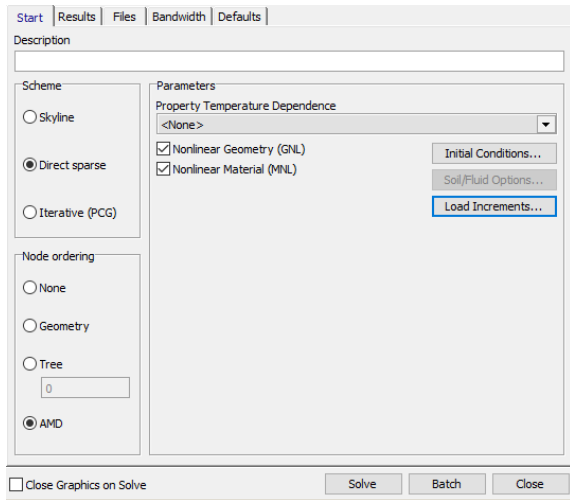 Start Results Files Bandwidth Defaults
Description
Scheme
Skyline
Direct sparse
Iterative (PCG)
Node ordering
None
Geometry
Tree
0
AMD
Parameters
Property Temperature Dependence
<None>
Nonlinear Geometry (GNL)
Nonlinear Material (MNL)
Initial Conditions...
Soil/Fluid Options...
Load Increments...
Close Graphics on Solve
Solve Batch Close